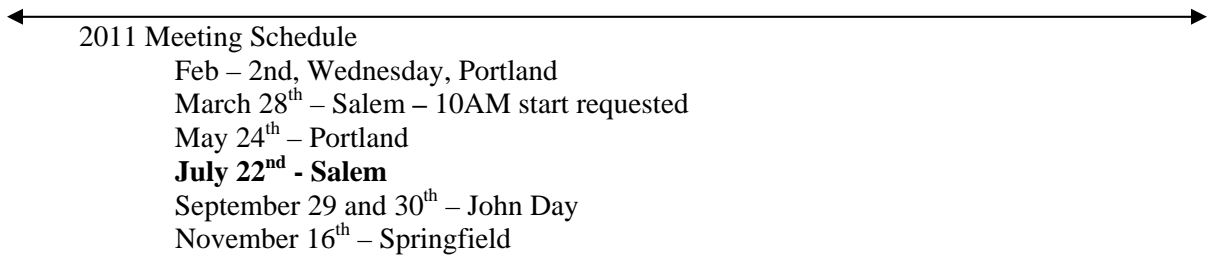 2011 Meeting Schedule
Feb – 2nd, Wednesday, Portland
March 28th – Salem – 10AM start requested
May 24th – Portland
July 22nd - Salem
September 29 and 30th – John Day
November 16th – Springfield